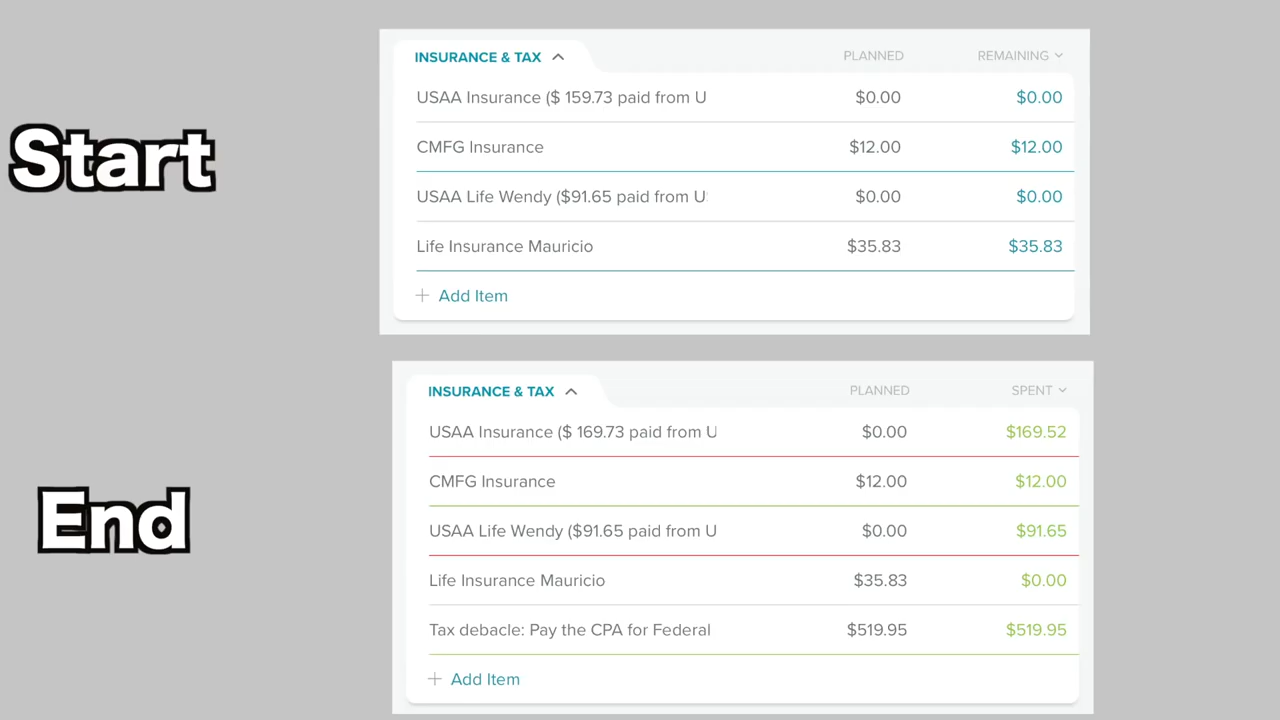 Start
INSURANCE & TAX PLANNED REMAINING
USAA Insurance ($ 159.73 paid from U $0.00 $0.00
CMFG Insurance $12.00 $12.00
USAA Life Wendy ($91.65 paid from U $0.00 $0.00
Life Insurance Mauricio $35.83 $35.83
+ Add Item
End
INSURANCE & TAX PLANNED SPENT
USAA Insurance ($ 169.73 paid from U $0.00 $169.52
CMFG Insurance $12.00 $12.00
USAA Life Wendy ($91.65 paid from U $0.00 $91.65
Life Insurance Mauricio $35.83 $0.00
Tax debacle: Pay the CPA for Federal $519.95 $519.95
+ Add Item